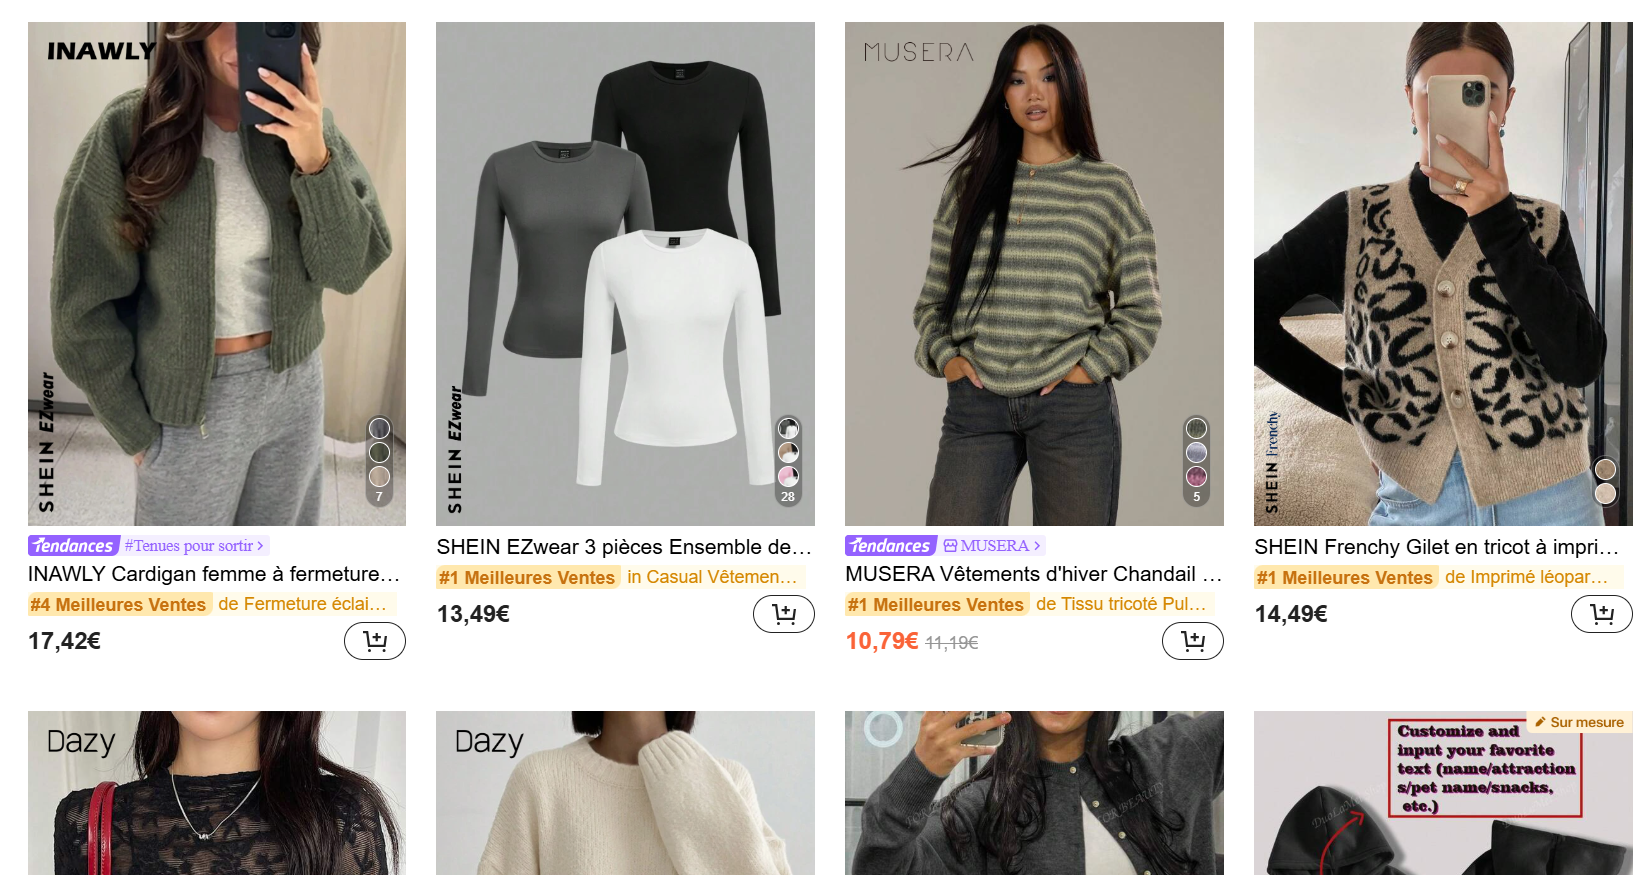 INAWLY
SHEIN EZwear
7
SHEIN EZwear
28
MUSERA
5
SHEIN Frenchy
Tendances #Tenues pour sortir >
INAWLY Cardigan femme à fermeture...
#4 Meilleures Ventes de Fermeture éclai...
17,42€
SHEIN EZwear 3 pièces Ensemble de...
#1 Meilleures Ventes in Casual Vêtemen...
13,49€
Tendances MUSERA >
MUSERA Vêtements d'hiver Chandail ...
#1 Meilleures Ventes de Tissu tricoté Pul...
10,79€ 11,19€
SHEIN Frenchy Gilet en tricot à impri...
#1 Meilleures Ventes de Imprimé léopar...
14,49€
Dazy
Dazy
Sur mesure
Customize and
input your favorite
text (name/attraction
s/pet name/snacks,
etc.)